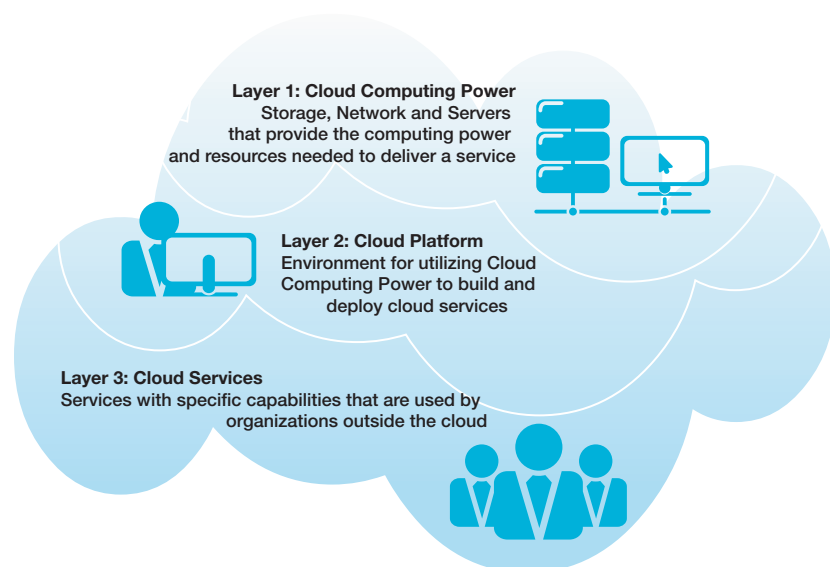 Layer 1: Cloud Computing Power
Storage, Network and Servers
that provide the computing power
and resources needed to deliver a service
Layer 2: Cloud Platform
Environment for utilizing Cloud
Computing Power to build and
deploy cloud services
Layer 3: Cloud Services
Services with specific capabilities that are used by
organizations outside the cloud